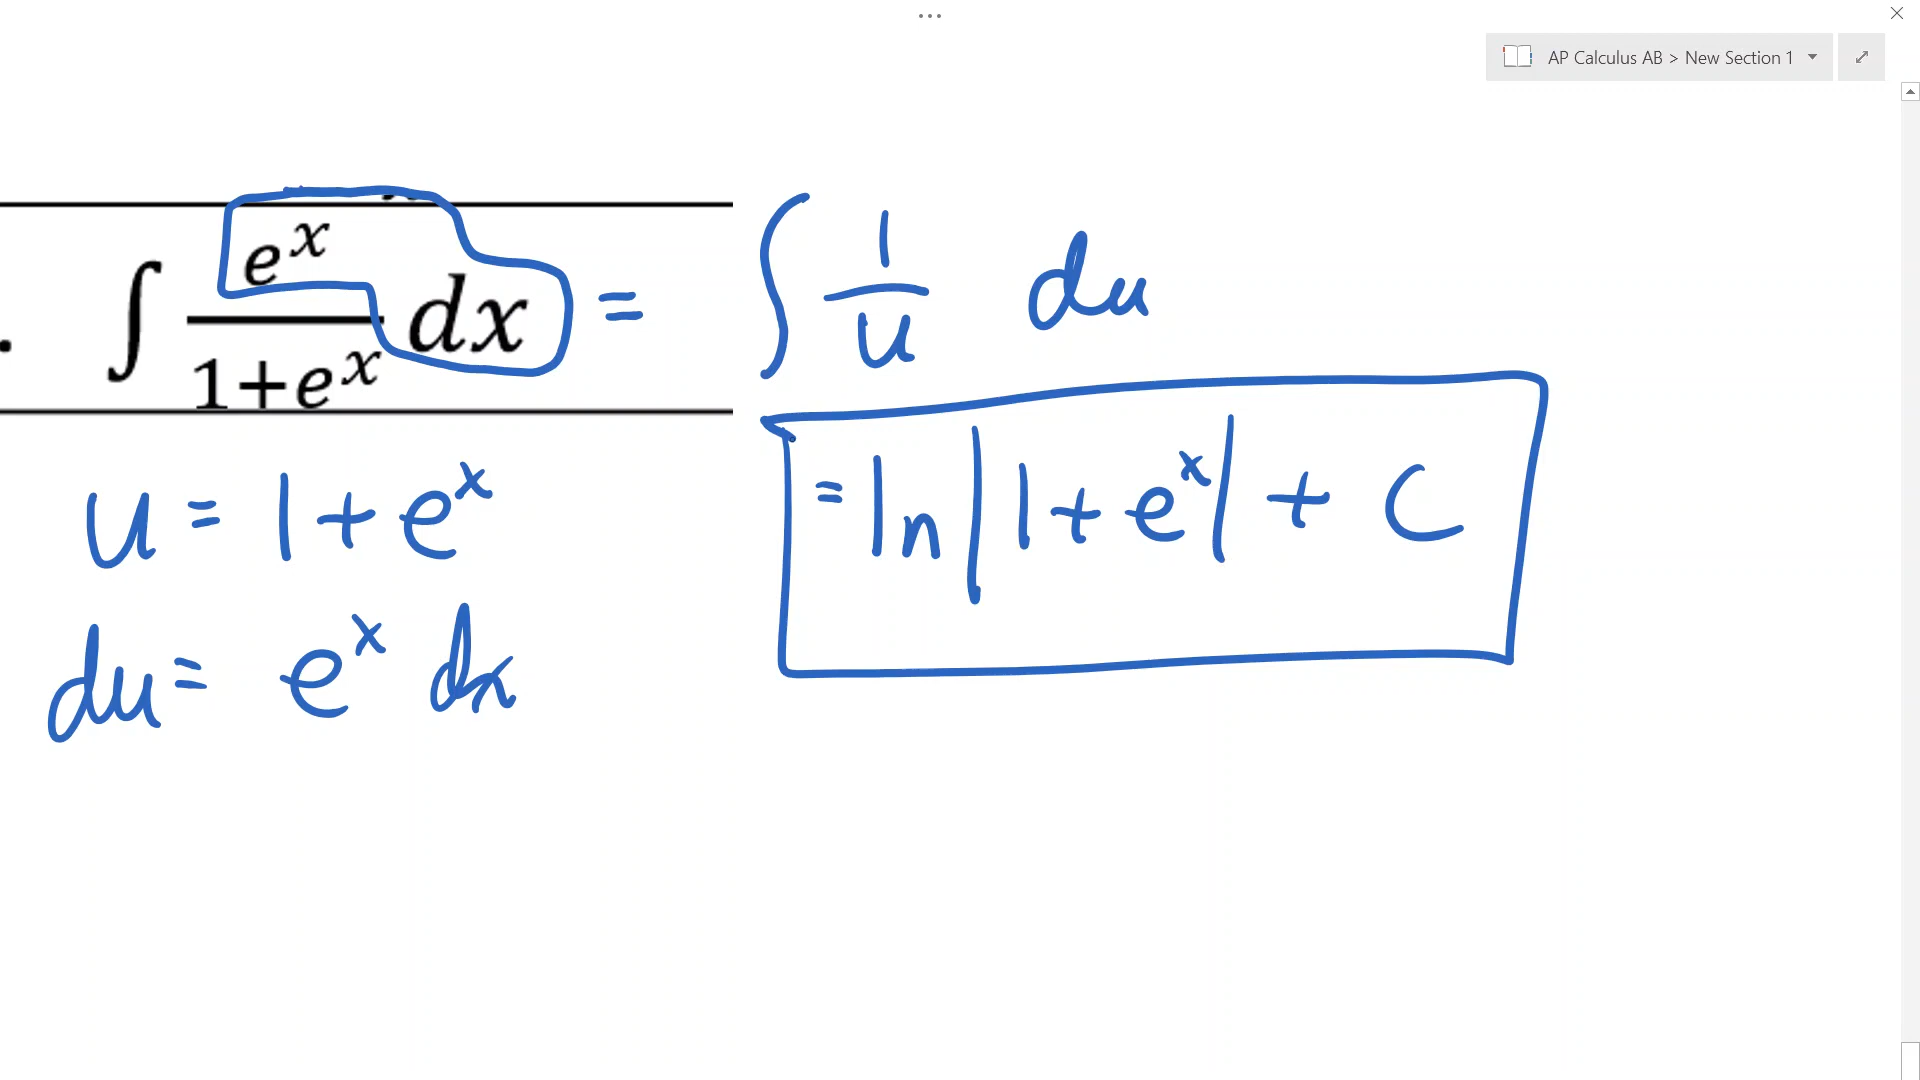 AP Calculus AB > New Section 1
. ∫ e^x / (1+e^x) dx = ∫ 1/u du
= ln|1+e^x| + C
u = 1+e^x
du = e^x dx